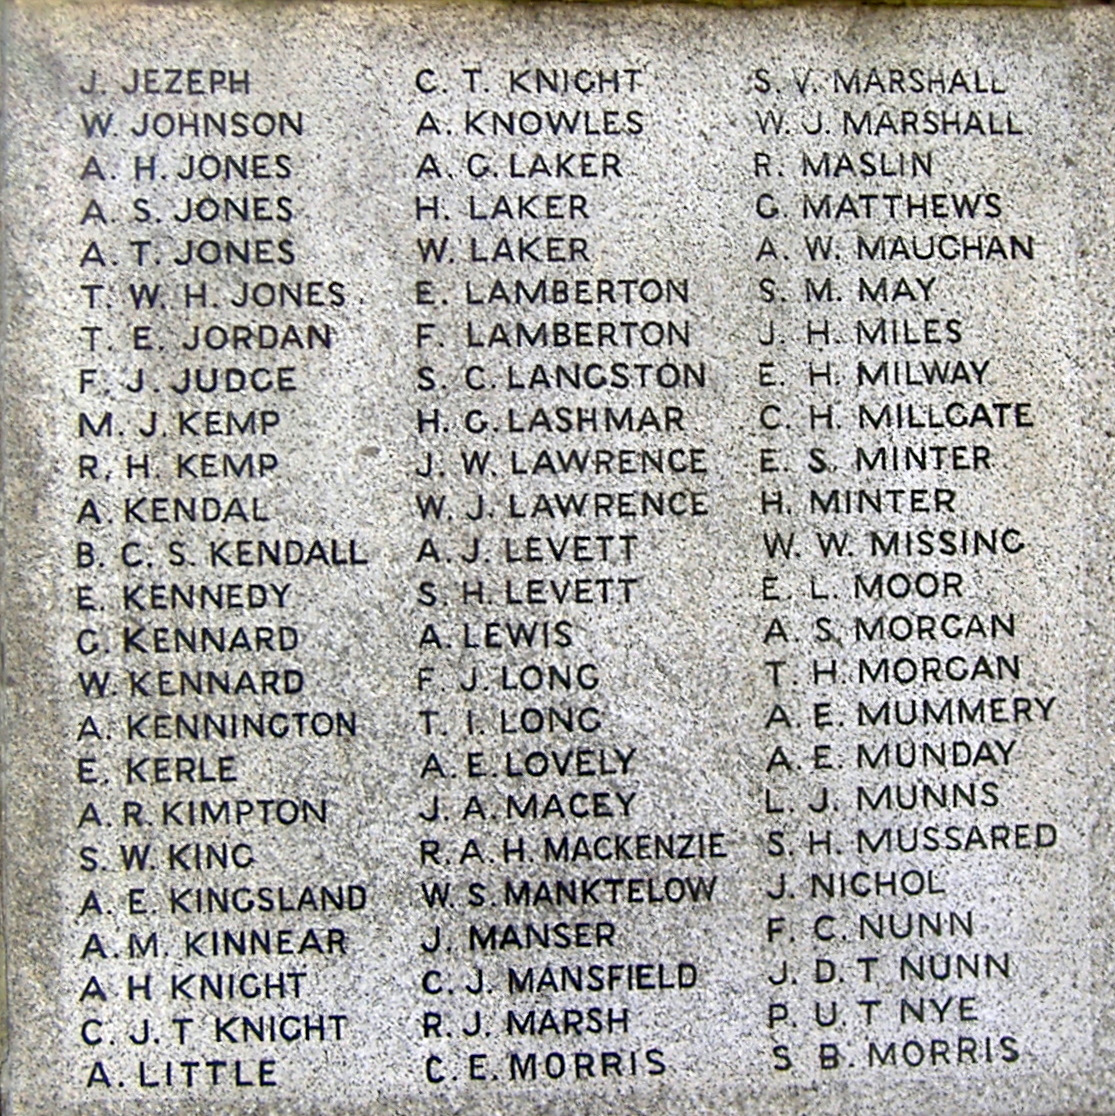 J. JEZEPH
W. JOHNSON
A. H. JONES
A. S. JONES
A. T. JONES
T. W. H. JONES
T. E. JORDAN
F. J. JUDGE
M. J. KEMP
R. H. KEMP
A. KENDAL
B. C. S. KENDALL
E. KENNEDY
G. KENNARD
W. KENNARD
A. KENNINGTON
E. KERLE
A. R. KIMPTON
S. W. KING
A. E. KINGSLAND
A. M. KINNEAR
A H KNIGHT
C. J. T KNIGHT
A. LITTLE
C. T. KNIGHT
A. KNOWLES
A. G. LAKER
H. LAKER
W. LAKER
E. LAMBERTON
F. LAMBERTON
S. C. LANGSTON
H. G. LASHMAR
J. W. LAWRENCE
W. J. LAWRENCE
A. J. LEVETT
S. H. LEVETT
A. LEWIS
F. J. LONG
T. I. LONG
A. E. LOVELY
J. A. MACEY
R. A. H. MACKENZIE
W. S. MANKTELOW
J. MANSER
C. J. MANSFIELD
R. J. MARSH
C. E. MORRIS
S. V. MARSHALL
W. J. MARSHALL
R. MASLIN
G. MATTHEWS
A. W. MAUGHAN
S. M. MAY
J. H. MILES
E. H. MILWAY
C. H. MILLGATE
E. S. MINTER
H. MINTER
W. W. MISSING
E. L. MOOR
A. S. MORGAN
T. H. MORGAN
A. E. MUMMERY
A. E. MUNDAY
L. J. MUNNS
S. H. MUSSARED
J. NICHOL
F. C. NUNN
J. D. T NUNN
P. U. T NYE
S B. MORRIS